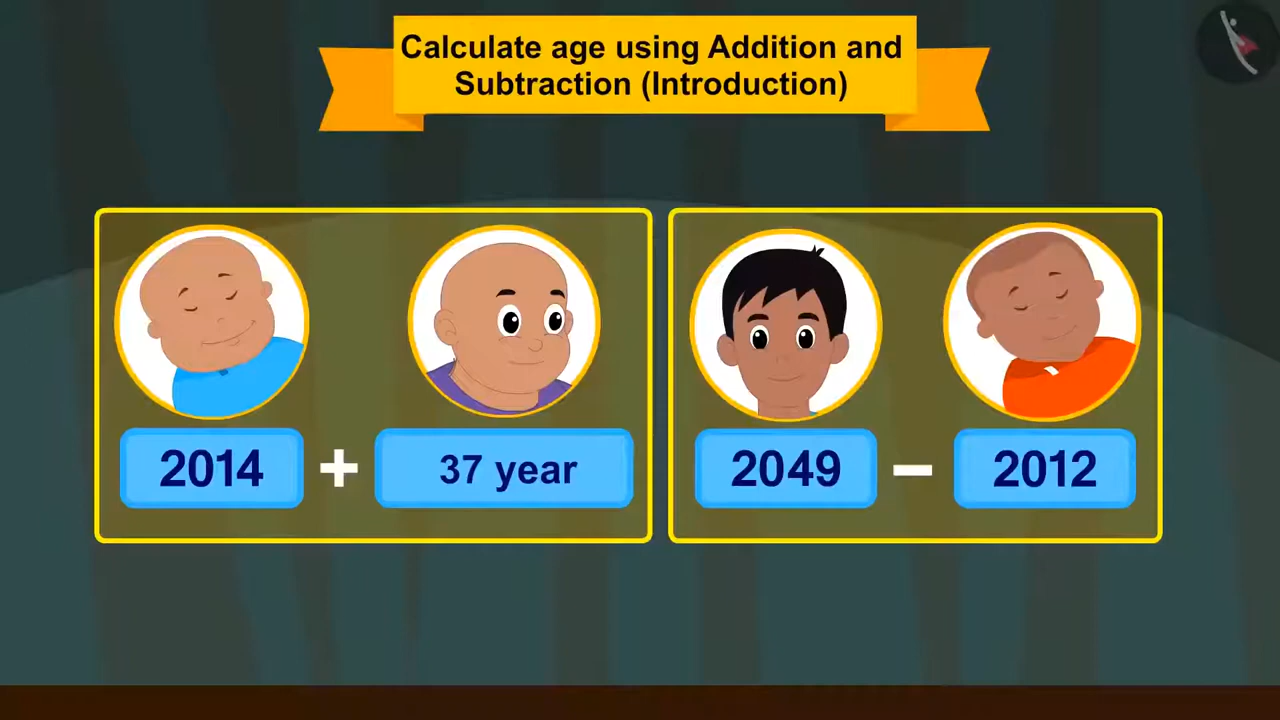 Calculate age using Addition and
Subtraction (Introduction)
2014 + 37 year
2049 - 2012